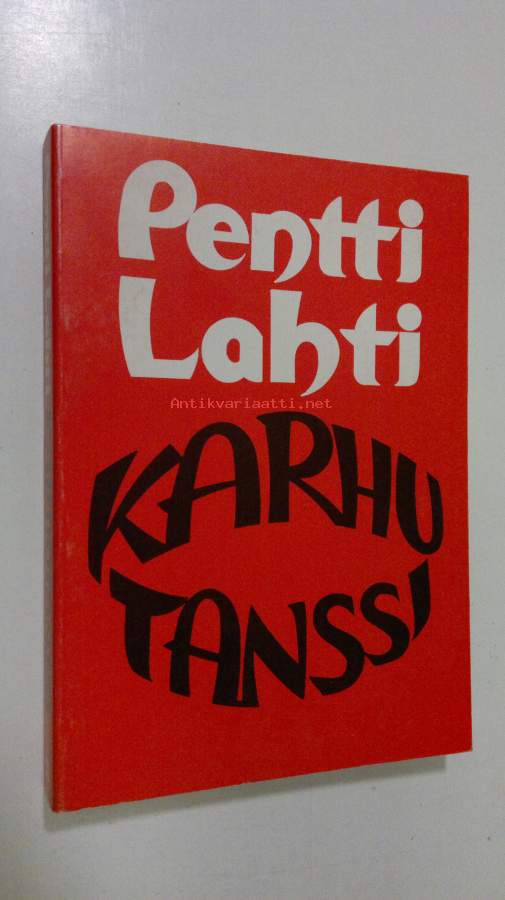 Pentti
Lahti
Antikvariaatti.net
KARHU
TANSSI